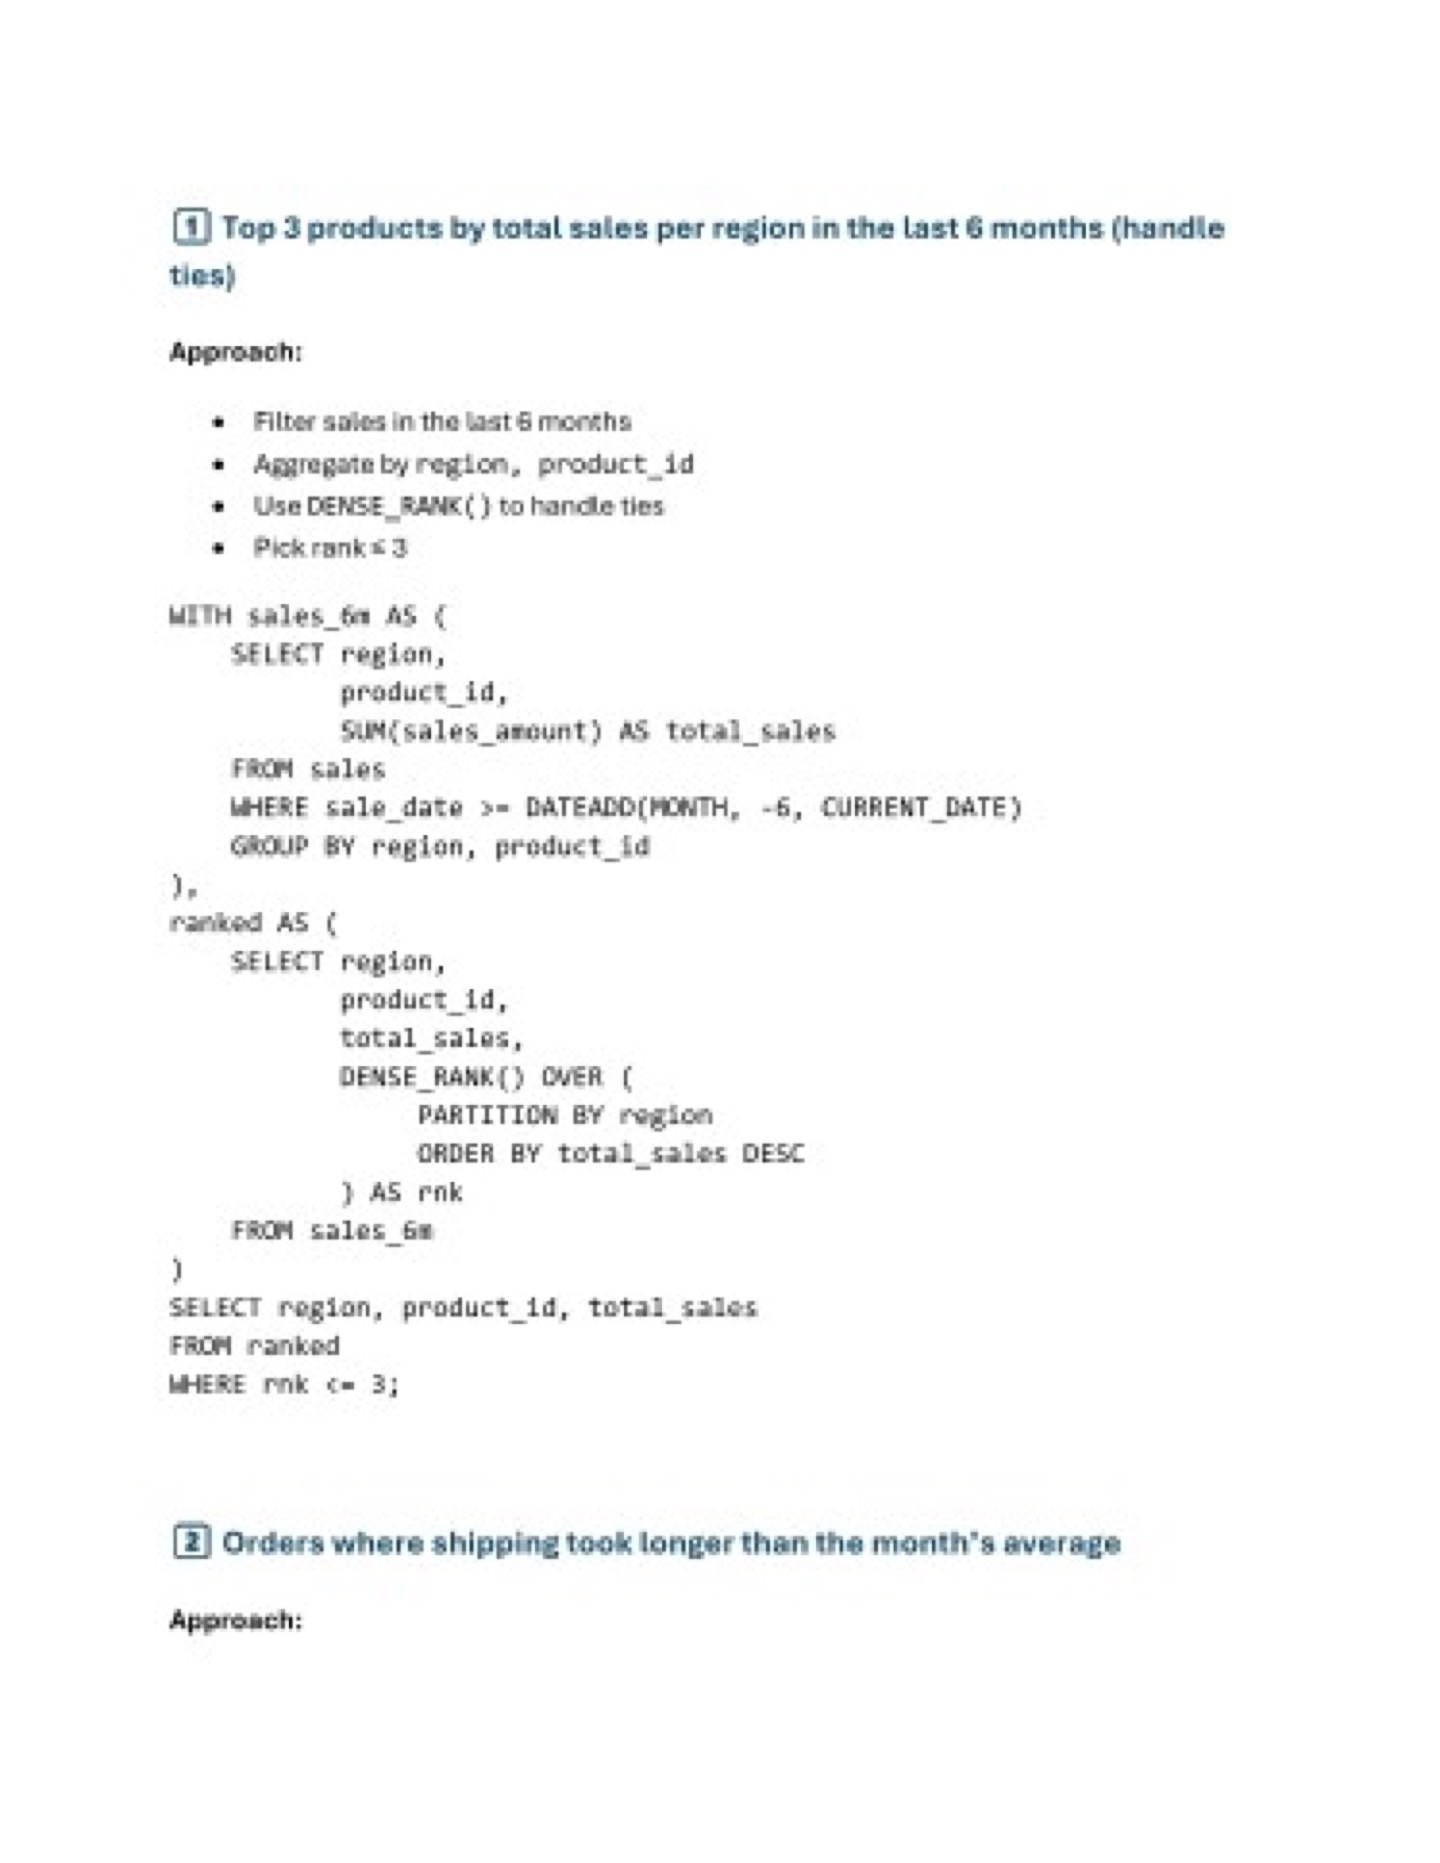 1 Top 3 products by total sales per region in the last 6 months (handle
ties)
Approach:
• Filter sales in the last 6 months
• Aggregate by region, product_id
• Use DENSE_RANK() to handle ties
• Pick rank ≤ 3
WITH sales_6m AS (
    SELECT region,
           product_id,
           SUM(sales_amount) AS total_sales
    FROM sales
    WHERE sale_date >= DATEADD(MONTH, -6, CURRENT_DATE)
    GROUP BY region, product_id
),
ranked AS (
    SELECT region,
           product_id,
           total_sales,
           DENSE_RANK() OVER (
                PARTITION BY region
                ORDER BY total_sales DESC
           ) AS rnk
    FROM sales_6m
)
SELECT region, product_id, total_sales
FROM ranked
WHERE rnk <= 3;
2 Orders where shipping took longer than the month's average
Approach: